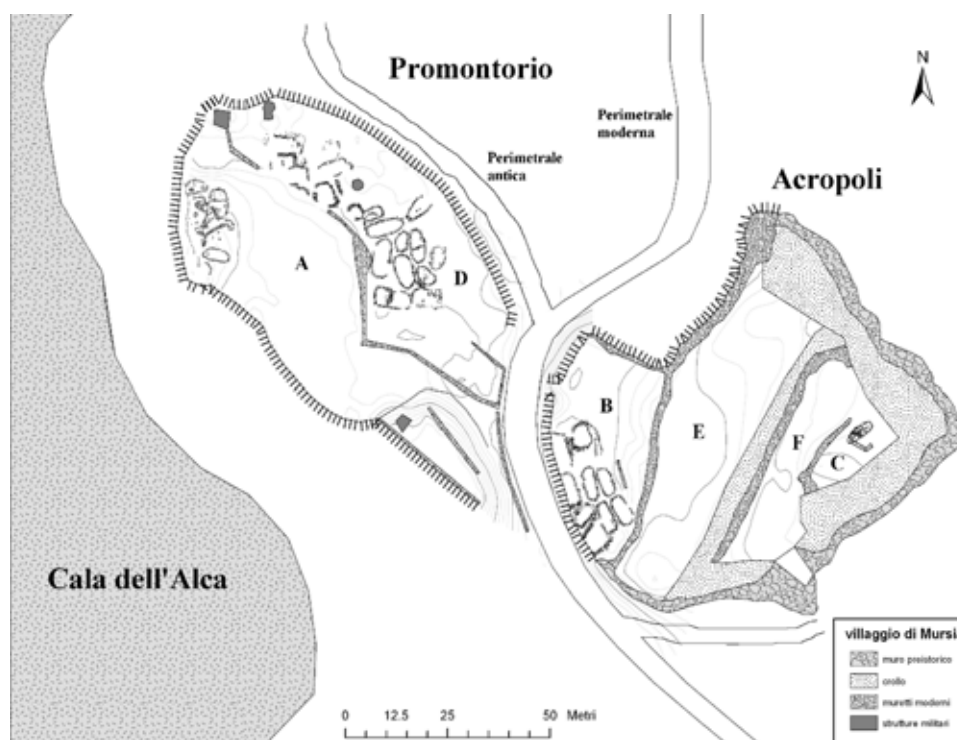 Promontorio
N
Perimetrale
moderna
Perimetrale
antica
Acropoli
A
D
B
E
F
C
Cala dell'Alca
0 12.5 25 50 Metri
villaggio di Mursia
muro preistorico
crollo
muretti moderni
strutture militari